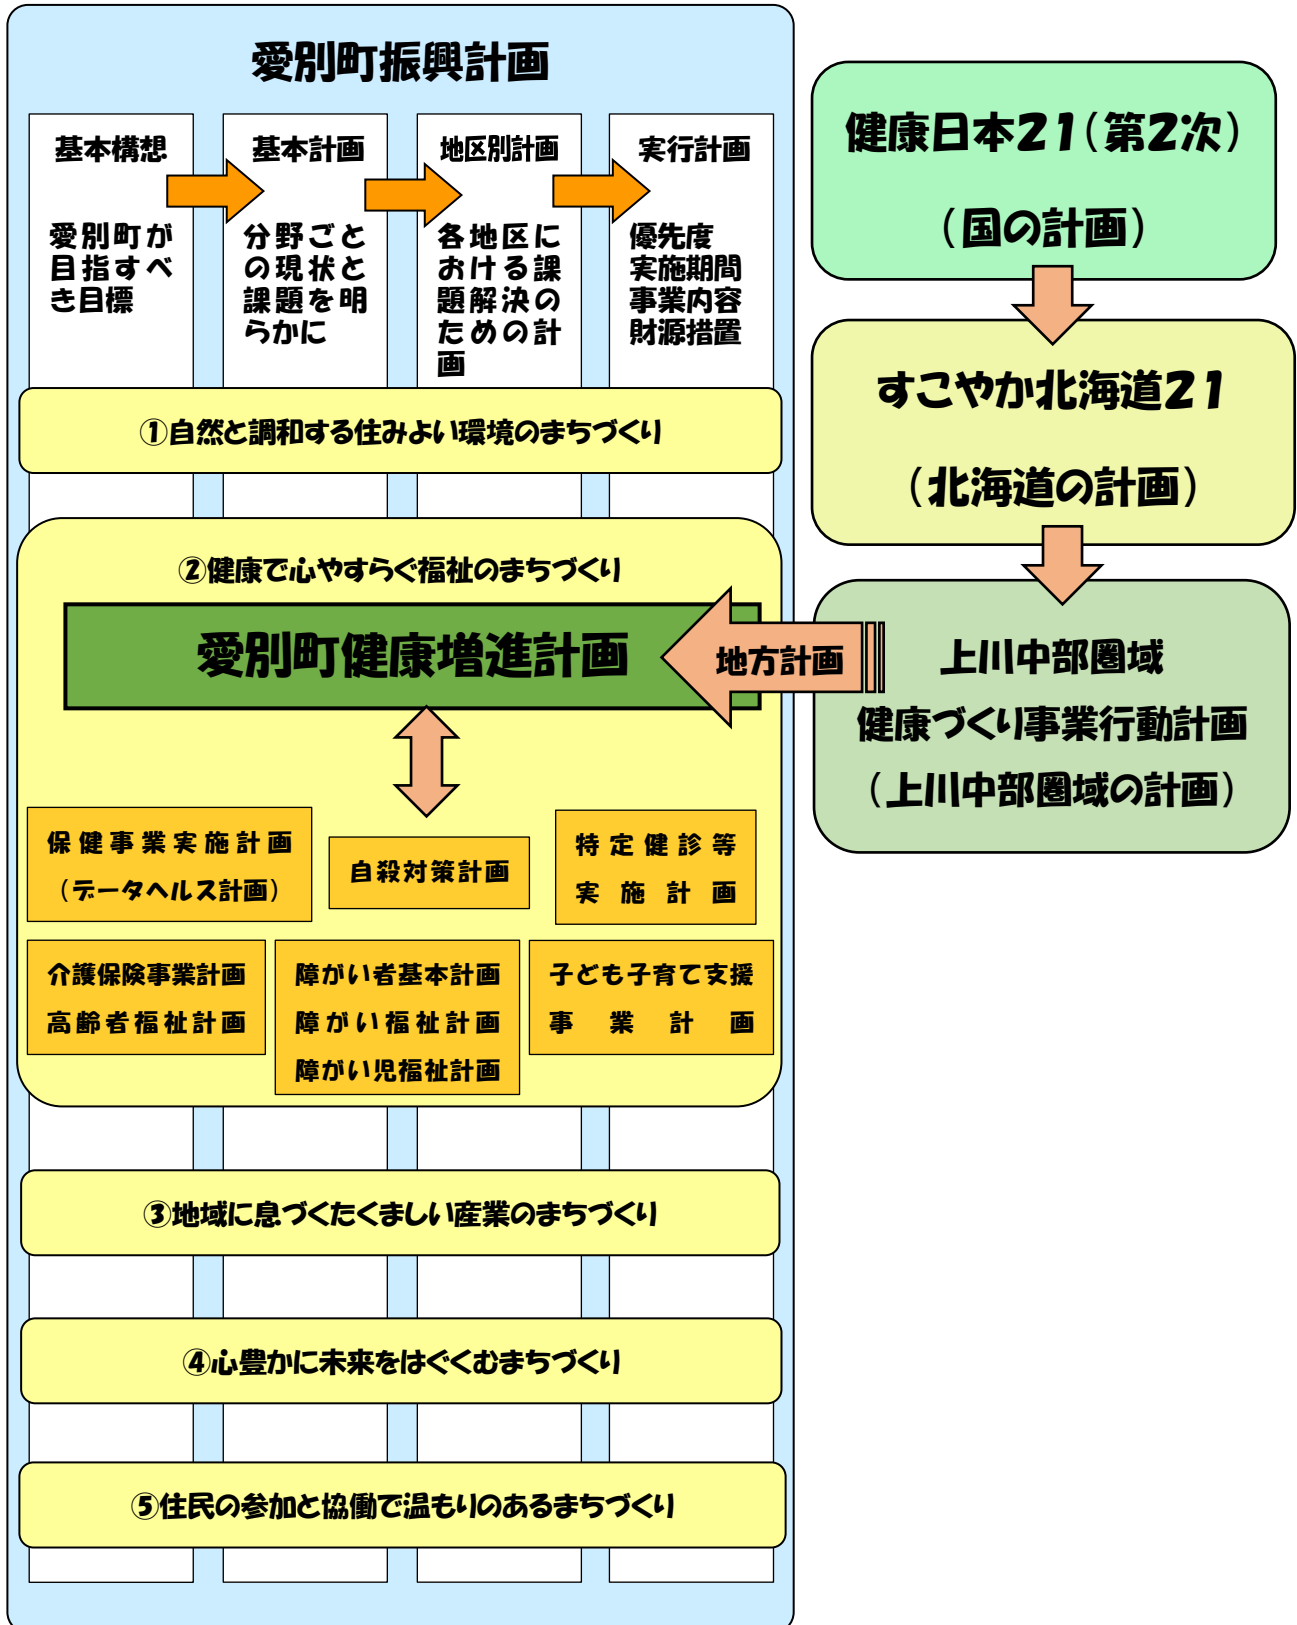 愛別町振興計画
基本構想
愛別町が
目指すべ
き目標
基本計画
分野ごと
の現状と
課題を明
らかに
地区別計画
各地区に
おける課
題解決の
ための計
画
実行計画
優先度
実施期間
事業内容
財源措置
①自然と調和する住みよい環境のまちづくり
②健康で心やすらぐ福祉のまちづくり
愛別町健康増進計画
地方計画
保健事業実施計画
（データヘルス計画）
自殺対策計画
特定健診等
実施計画
介護保険事業計画
高齢者福祉計画
障がい者基本計画
障がい福祉計画
障がい児福祉計画
子ども子育て支援
事業計画
③地域に息づくたくましい産業のまちづくり
④心豊かに未来をはぐくむまちづくり
⑤住民の参加と協働で温もりのあるまちづくり
健康日本21（第2次）
（国の計画）
すこやか北海道21
（北海道の計画）
上川中部圏域
健康づくり事業行動計画
（上川中部圏域の計画）